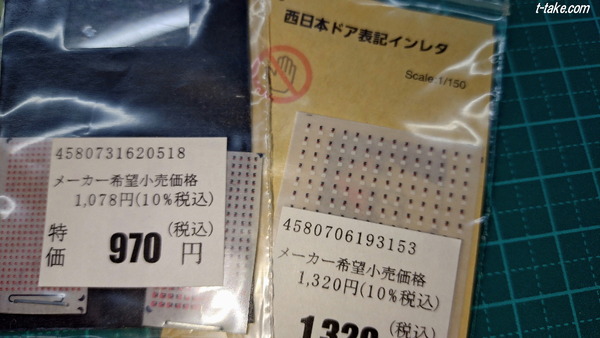 t-take.com
西日本ドア表記インレタ
Scale:1/150
4580731620518
メーカー希望小売価格
1,078円(10%税込)
特価 970 (税込) 円
4580706193153
メーカー希望小売価格
1,320円(10%税込)
1,320 (税込)